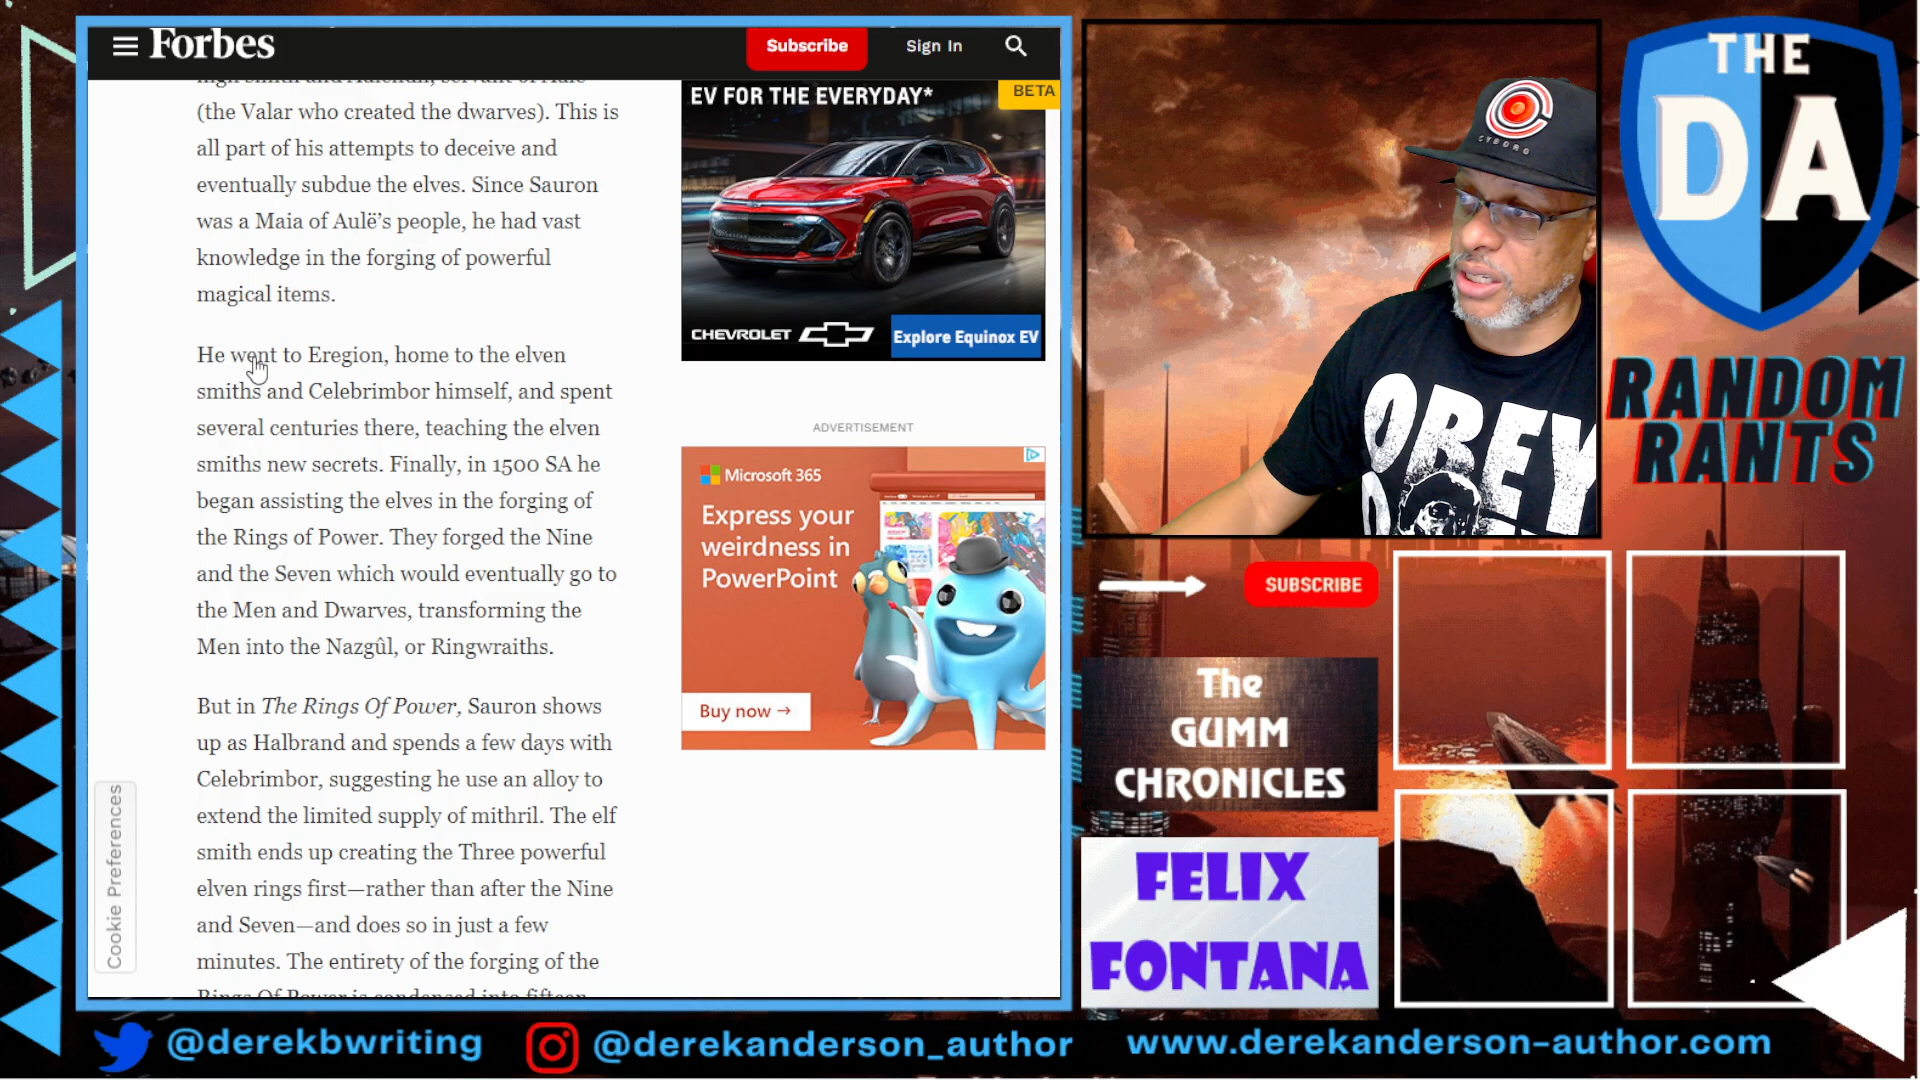 Forbes
Subscribe
Sign In
(the Valar who created the dwarves). This is
all part of his attempts to deceive and
eventually subdue the elves. Since Sauron
was a Maia of Aulë’s people, he had vast
knowledge in the forging of powerful
magical items.
He went to Eregion, home to the elven
smiths and Celebrimbor himself, and spent
several centuries there, teaching the elven
smiths new secrets. Finally, in 1500 SA he
began assisting the elves in the forging of
the Rings of Power. They forged the Nine
and the Seven which would eventually go to
the Men and Dwarves, transforming the
Men into the Nazgûl, or Ringwraiths.
But in The Rings Of Power, Sauron shows
up as Halbrand and spends a few days with
Celebrimbor, suggesting he use an alloy to
extend the limited supply of mithril. The elf
smith ends up creating the Three powerful
elven rings first—rather than after the Nine
and Seven—and does so in just a few
minutes. The entirety of the forging of the
Rings Of Power is condensed into fifteen
Cookie Preferences
EV FOR THE EVERYDAY*
BETA
CHEVROLET
Explore Equinox EV
ADVERTISEMENT
Microsoft 365
Express your
weirdness in
PowerPoint
Buy now →
CYBORG
OBEY
THE
DA
RANDOM
RANTS
SUBSCRIBE
The
GUMM
CHRONICLES
FELIX
FONTANA
@derekbwriting
@derekanderson_author
www.derekanderson-author.com